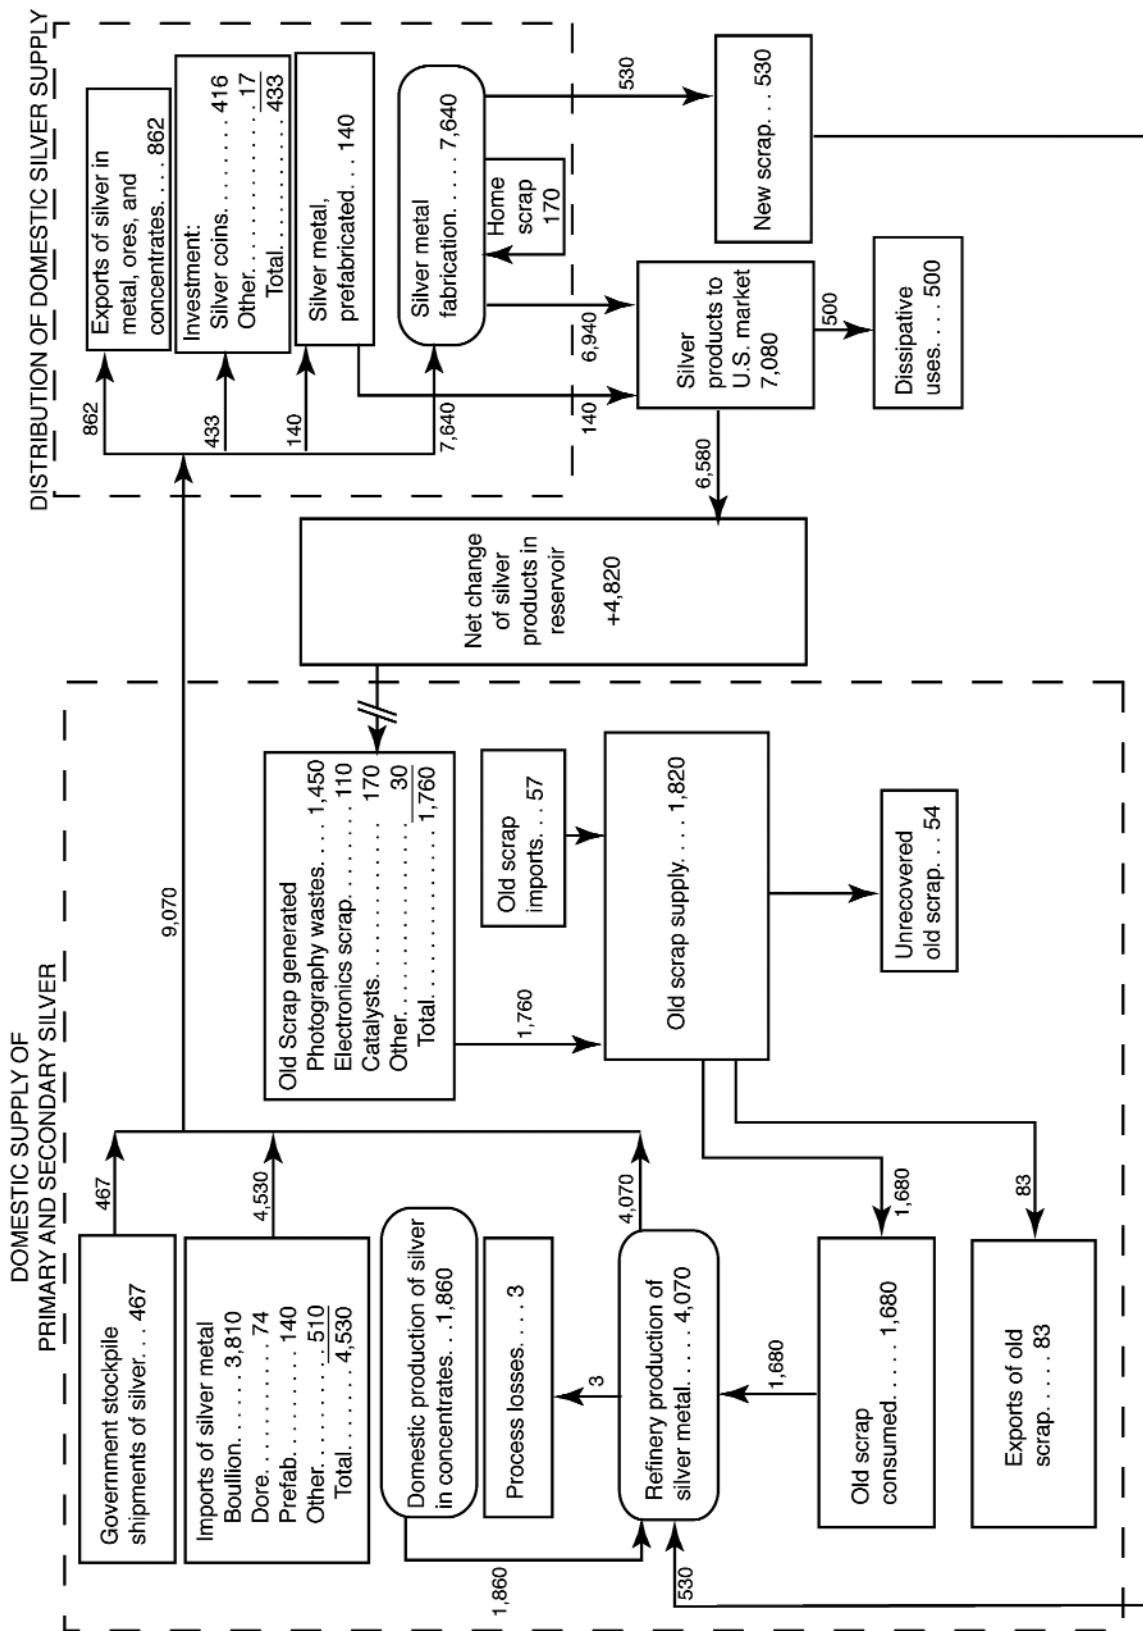 DOMESTIC SUPPLY OF
PRIMARY AND SECONDARY SILVER
Government stockpile
shipments of silver. . . 467
467
Imports of silver metal
Boullion. . . . . . 3,810
Dore. . . . . . . . . . . 74
Prefab. . . . . . . . 140
Other. . . . . . . . . 510
Total. . . . . 4,530
4,530
Domestic production of silver
in concentrates. . . 1,860
1,860
Process losses. . . . 3
3
Refinery production of
silver metal. . . . . 4,070
4,070
530
1,680
Old scrap
consumed. . . . . 1,680
1,680
Exports of old
scrap. . . . . 83
83
9,070
Old Scrap generated
Photography wastes. . . . 1,450
Electronics scrap. . . . . . . . 110
Catalysts. . . . . . . . . . . . . . . 170
Other. . . . . . . . . . . . . . . . . 30
Total. . . . . . . . . . . . . . 1,760
1,760
Old scrap
imports. . . 57
Old scrap supply. . . . 1,820
Unrecovered
old scrap. . . 54
Net change
of silver
products in
reservoir
+4,820
DISTRIBUTION OF DOMESTIC SILVER SUPPLY
862
Exports of silver in
metal, ores, and
concentrates. . . . 862
433
Investment:
Silver coins. . . . . . . . 416
Other. . . . . . . . . . . . . 17
Total. . . . . . . . . . 433
140
Silver metal,
prefabricated. . . 140
7,640
Silver metal
fabrication. . . . . 7,640
Home
scrap
170
140
6,940
530
6,580
Silver
products to
U.S. market
7,080
500
New scrap. . . 530
Dissipative
uses. . . . 500